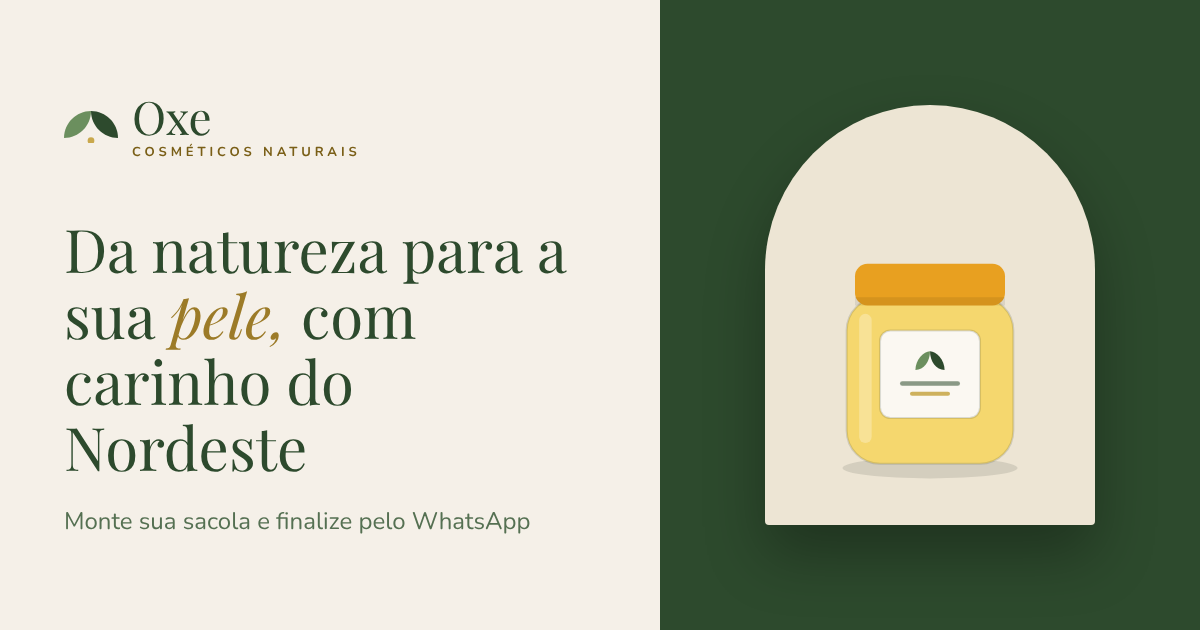 Oxe
COSMÉTICOS NATURAIS
Da natureza para a
sua pele, com
carinho do
Nordeste
Monte sua sacola e finalize pelo WhatsApp